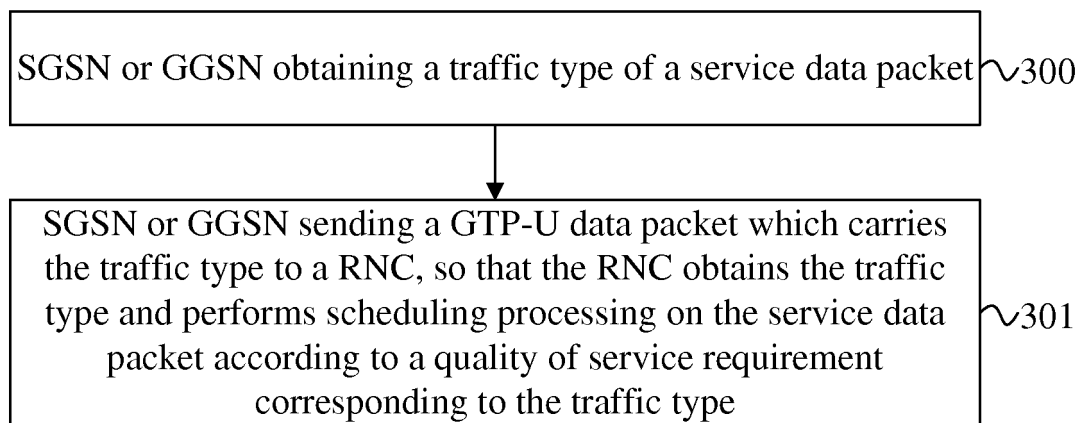 SGSN or GGSN obtaining a traffic type of a service data packet
300
SGSN or GGSN sending a GTP-U data packet which carries
the traffic type to a RNC, so that the RNC obtains the traffic
type and performs scheduling processing on the service data
packet according to a quality of service requirement
corresponding to the traffic type
301